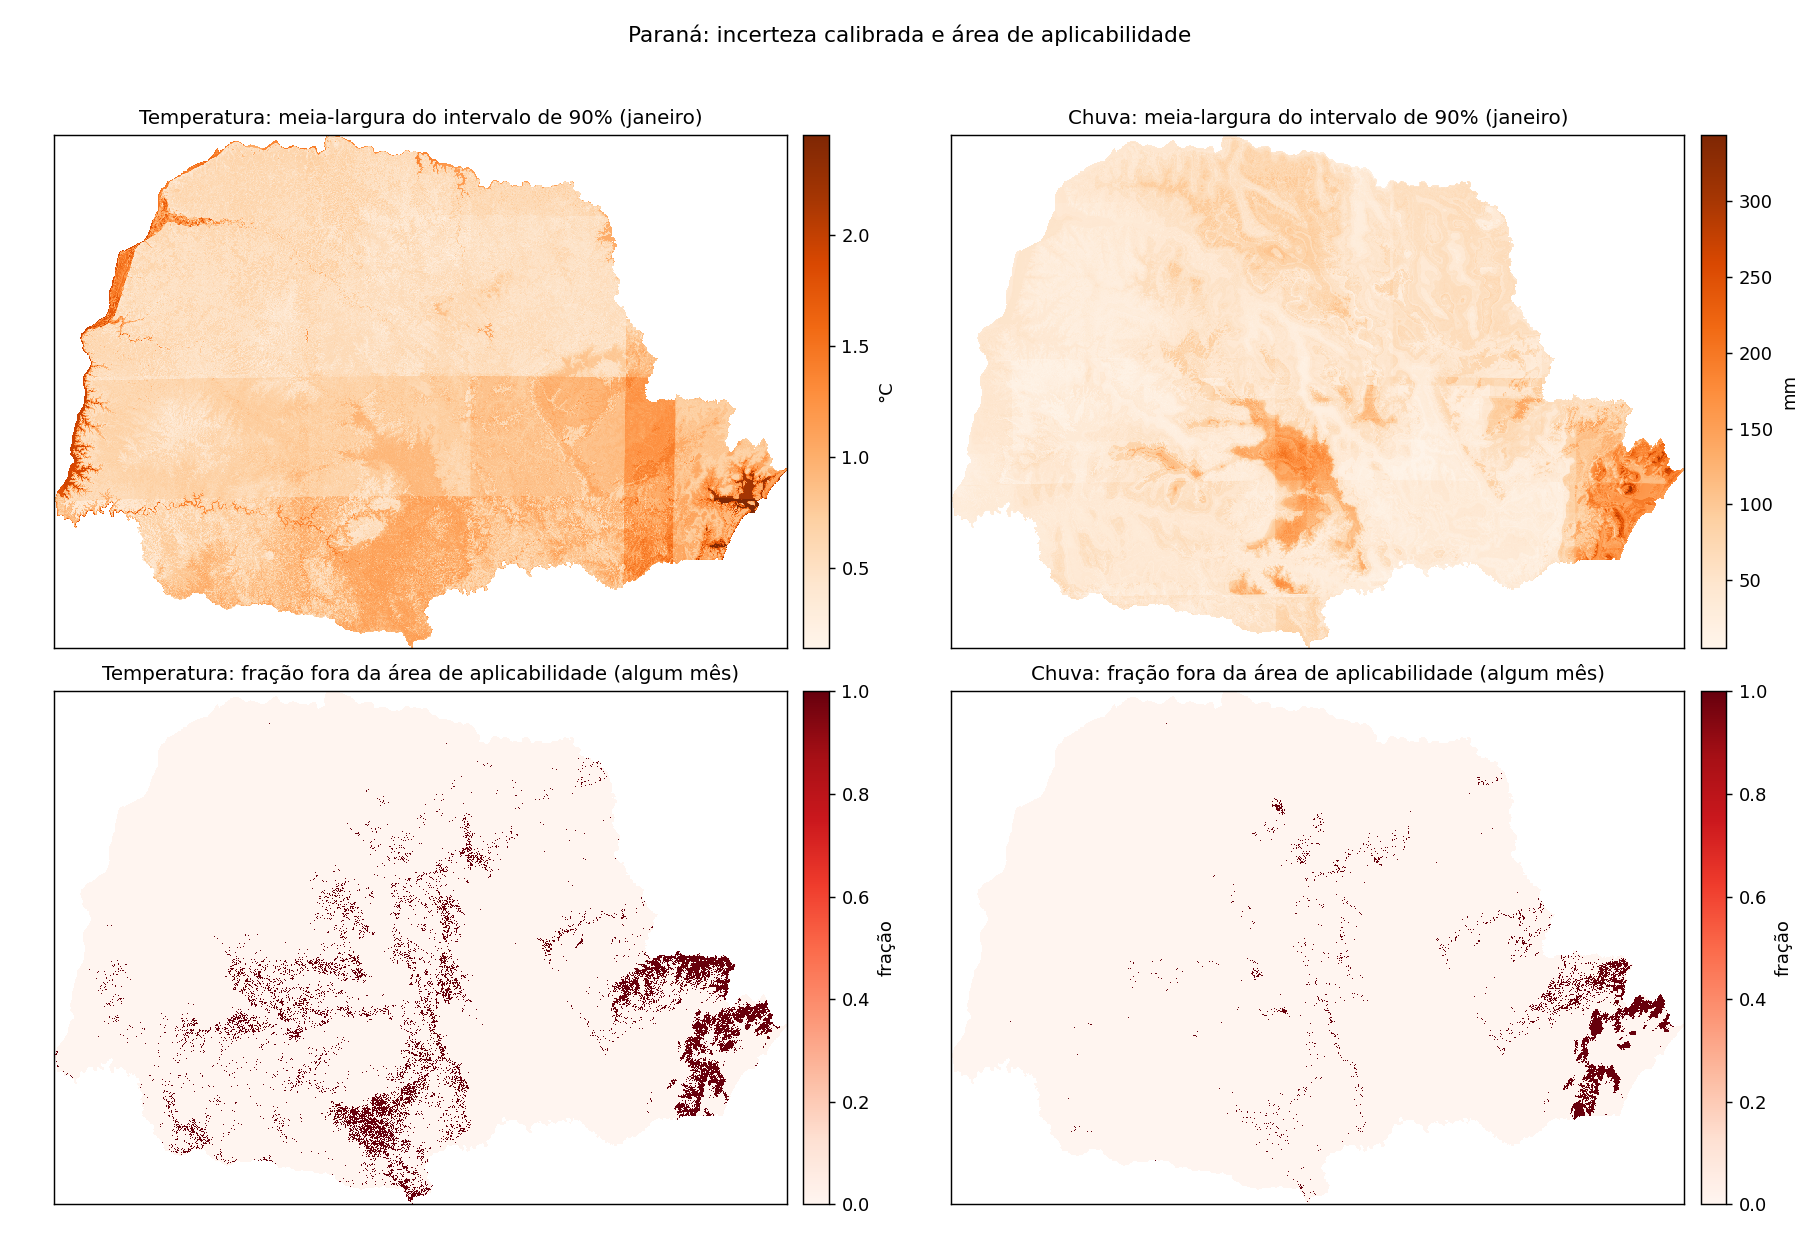 Paraná: incerteza calibrada e área de aplicabilidade
Temperatura: meia-largura do intervalo de 90% (janeiro)
2.0
1.5
1.0
0.5
°C
Chuva: meia-largura do intervalo de 90% (janeiro)
300
250
200
150
100
50
mm
Temperatura: fração fora da área de aplicabilidade (algum mês)
1.0
0.8
0.6
0.4
0.2
0.0
fração
Chuva: fração fora da área de aplicabilidade (algum mês)
1.0
0.8
0.6
0.4
0.2
0.0
fração